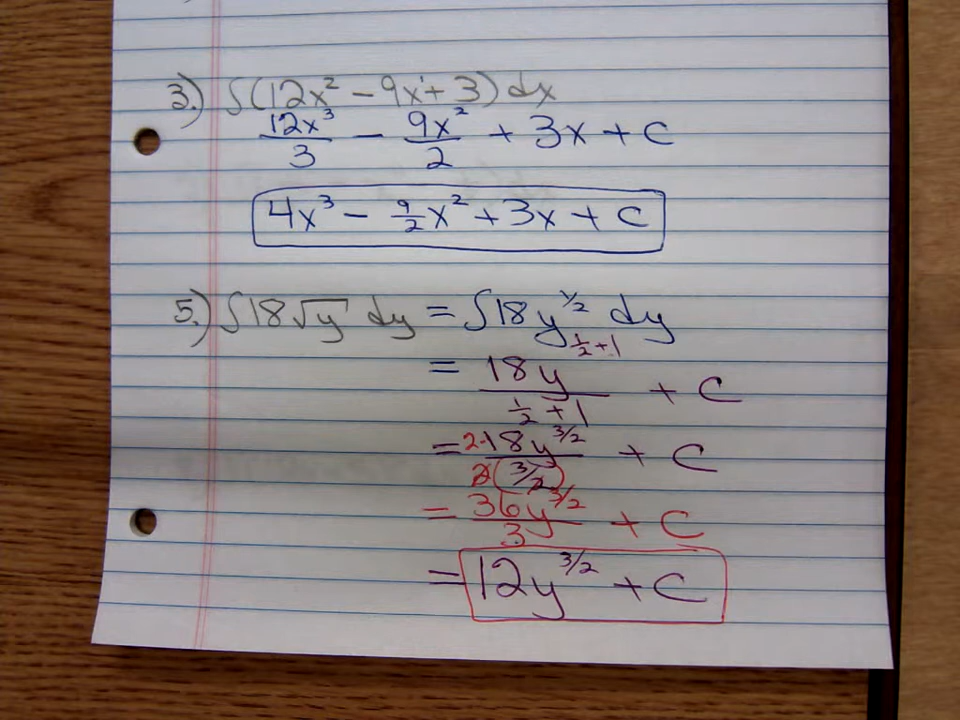 3.) ∫(12x² - 9x¹ + 3) dx
12x³/3 - 9x²/2 + 3x + C
4x³ - 9/2 x² + 3x + C
5.) ∫18√y dy = ∫18y^(1/2) dy
= 18y^(1/2+1)/(1/2+1) + C
= 2·18y^(3/2)/2(3/2) + C
= 36y^(3/2)/3 + C
= 12y^(3/2) + C